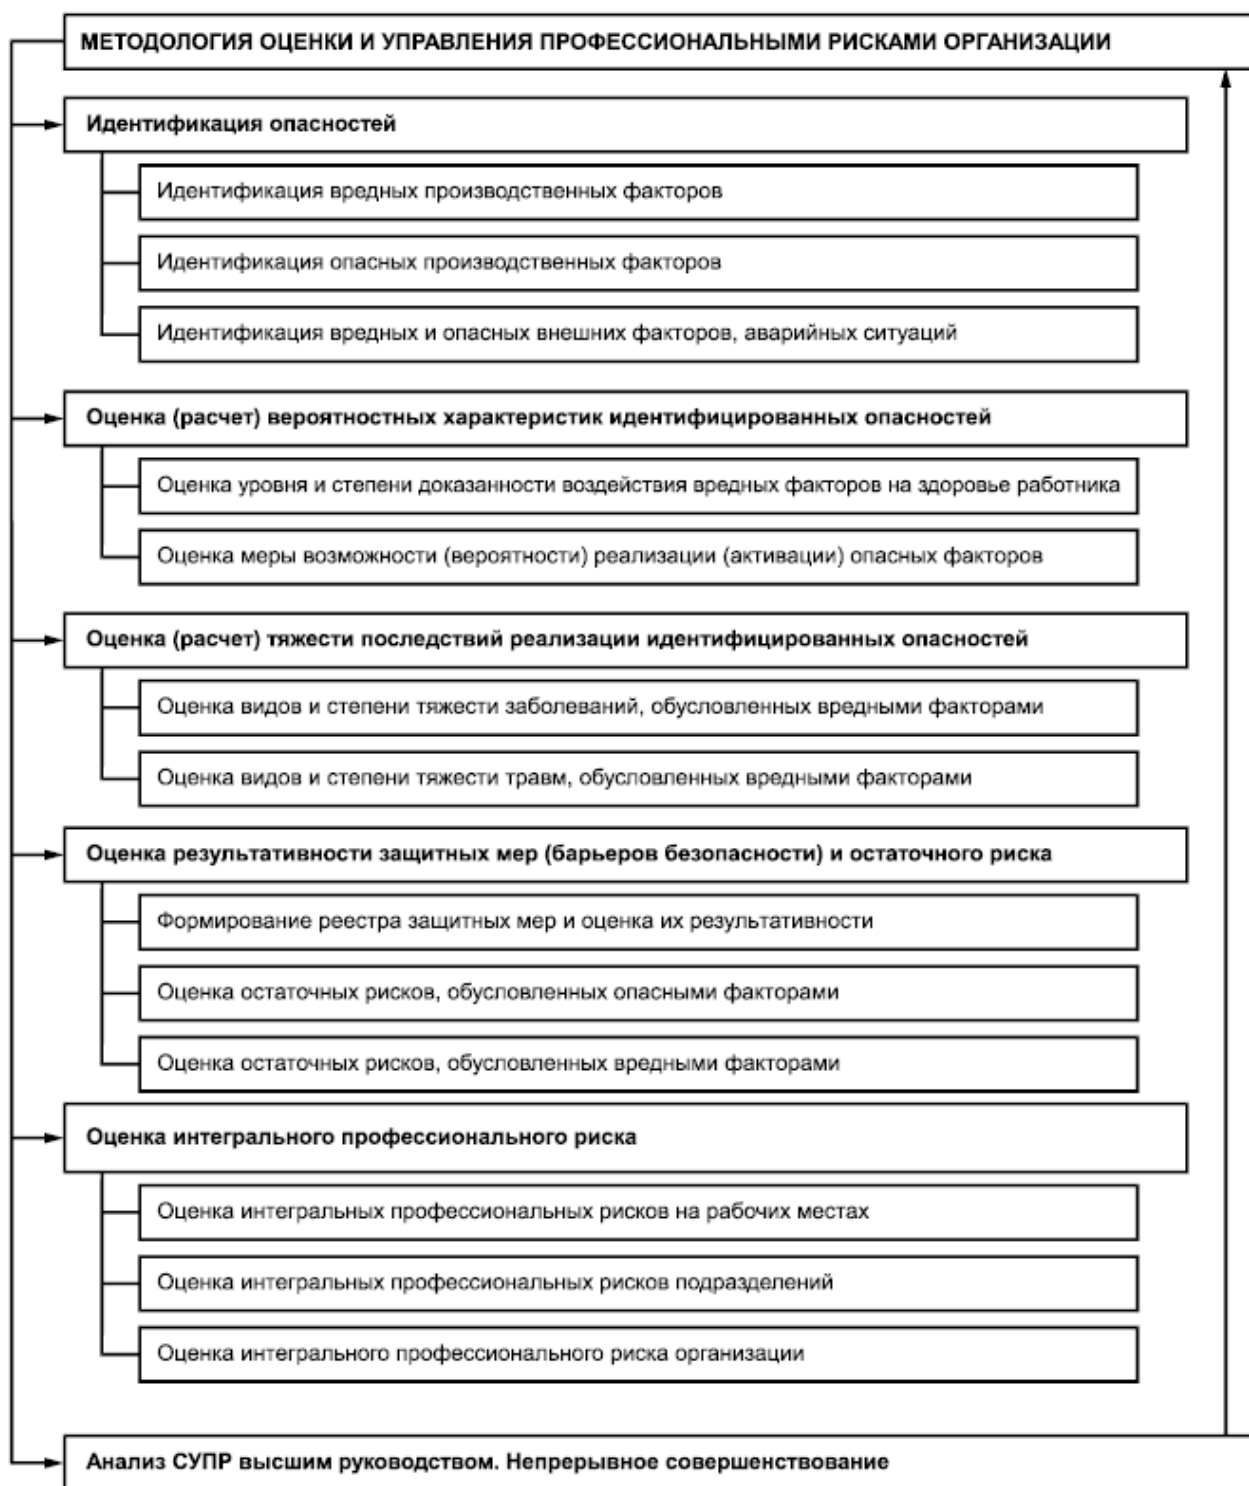 МЕТОДОЛОГИЯ ОЦЕНКИ И УПРАВЛЕНИЯ ПРОФЕССИОНАЛЬНЫМИ РИСКАМИ ОРГАНИЗАЦИИ
Идентификация опасностей
Идентификация вредных производственных факторов
Идентификация опасных производственных факторов
Идентификация вредных и опасных внешних факторов, аварийных ситуаций
Оценка (расчет) вероятностных характеристик идентифицированных опасностей
Оценка уровня и степени доказанности воздействия вредных факторов на здоровье работника
Оценка меры возможности (вероятности) реализации (активации) опасных факторов
Оценка (расчет) тяжести последствий реализации идентифицированных опасностей
Оценка видов и степени тяжести заболеваний, обусловленных вредными факторами
Оценка видов и степени тяжести травм, обусловленных вредными факторами
Оценка результативности защитных мер (барьеров безопасности) и остаточного риска
Формирование реестра защитных мер и оценка их результативности
Оценка остаточных рисков, обусловленных опасными факторами
Оценка остаточных рисков, обусловленных вредными факторами
Оценка интегрального профессионального риска
Оценка интегральных профессиональных рисков на рабочих местах
Оценка интегральных профессиональных рисков подразделений
Оценка интегрального профессионального риска организации
Анализ СУПР высшим руководством. Непрерывное совершенствование